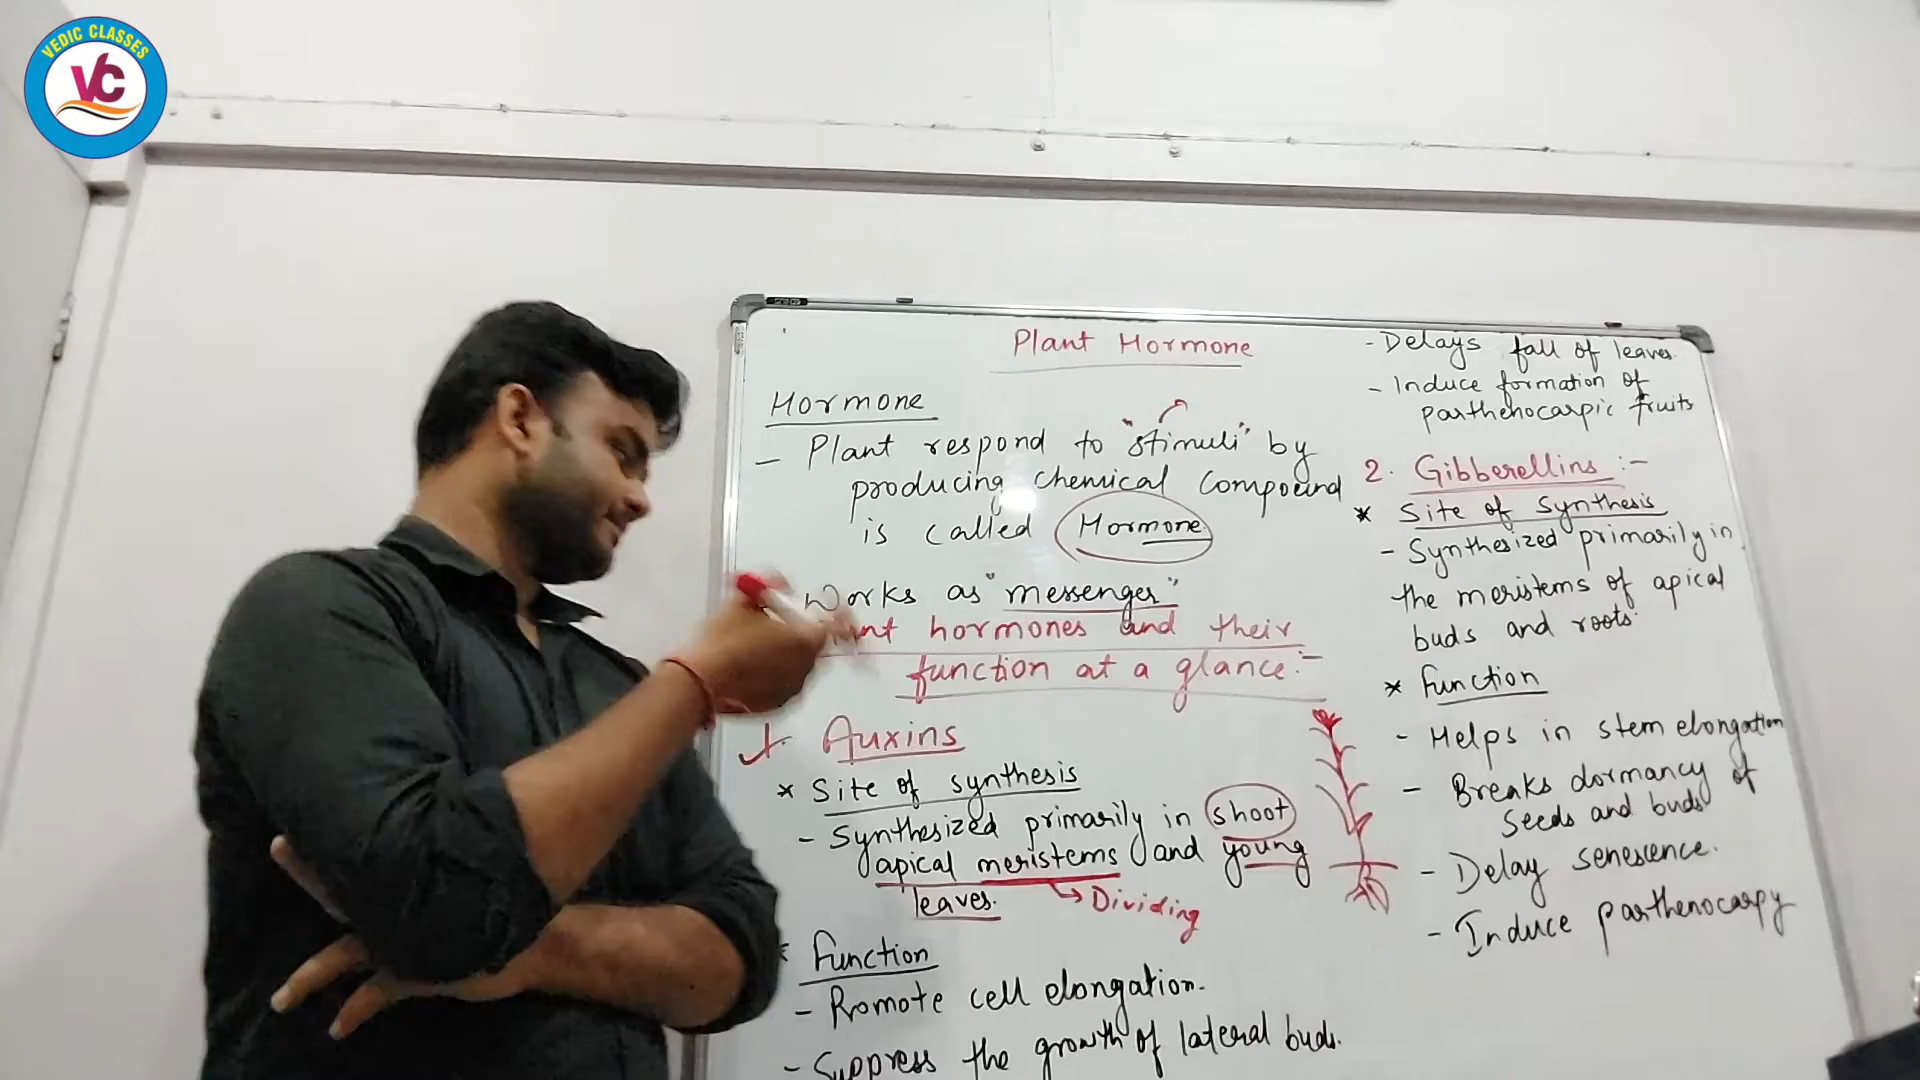 VEDIC CLASSES
VC
Plant Hormone
Hormone
- Plant respond to "stimuli" by
producing chemical compound
is called Hormone
Works as "messenger"
hormones and their
function at a glance:-
1. Auxins
* Site of synthesis
- Synthesized primarily in shoot
apical meristems and young
leaves.
Dividing
* Function
- Promote cell elongation.
- Suppress the growth of lateral buds.
- Delays fall of leaves.
- Induce formation of
parthenocarpic fruits
2. Gibberellins :-
* Site of synthesis
- Synthesized primarily in
the meristems of apical
buds and roots.
* Function
- Helps in stem elongation
- Breaks dormancy of
seeds and buds
- Delay senescence.
- Induce parthenocarpy